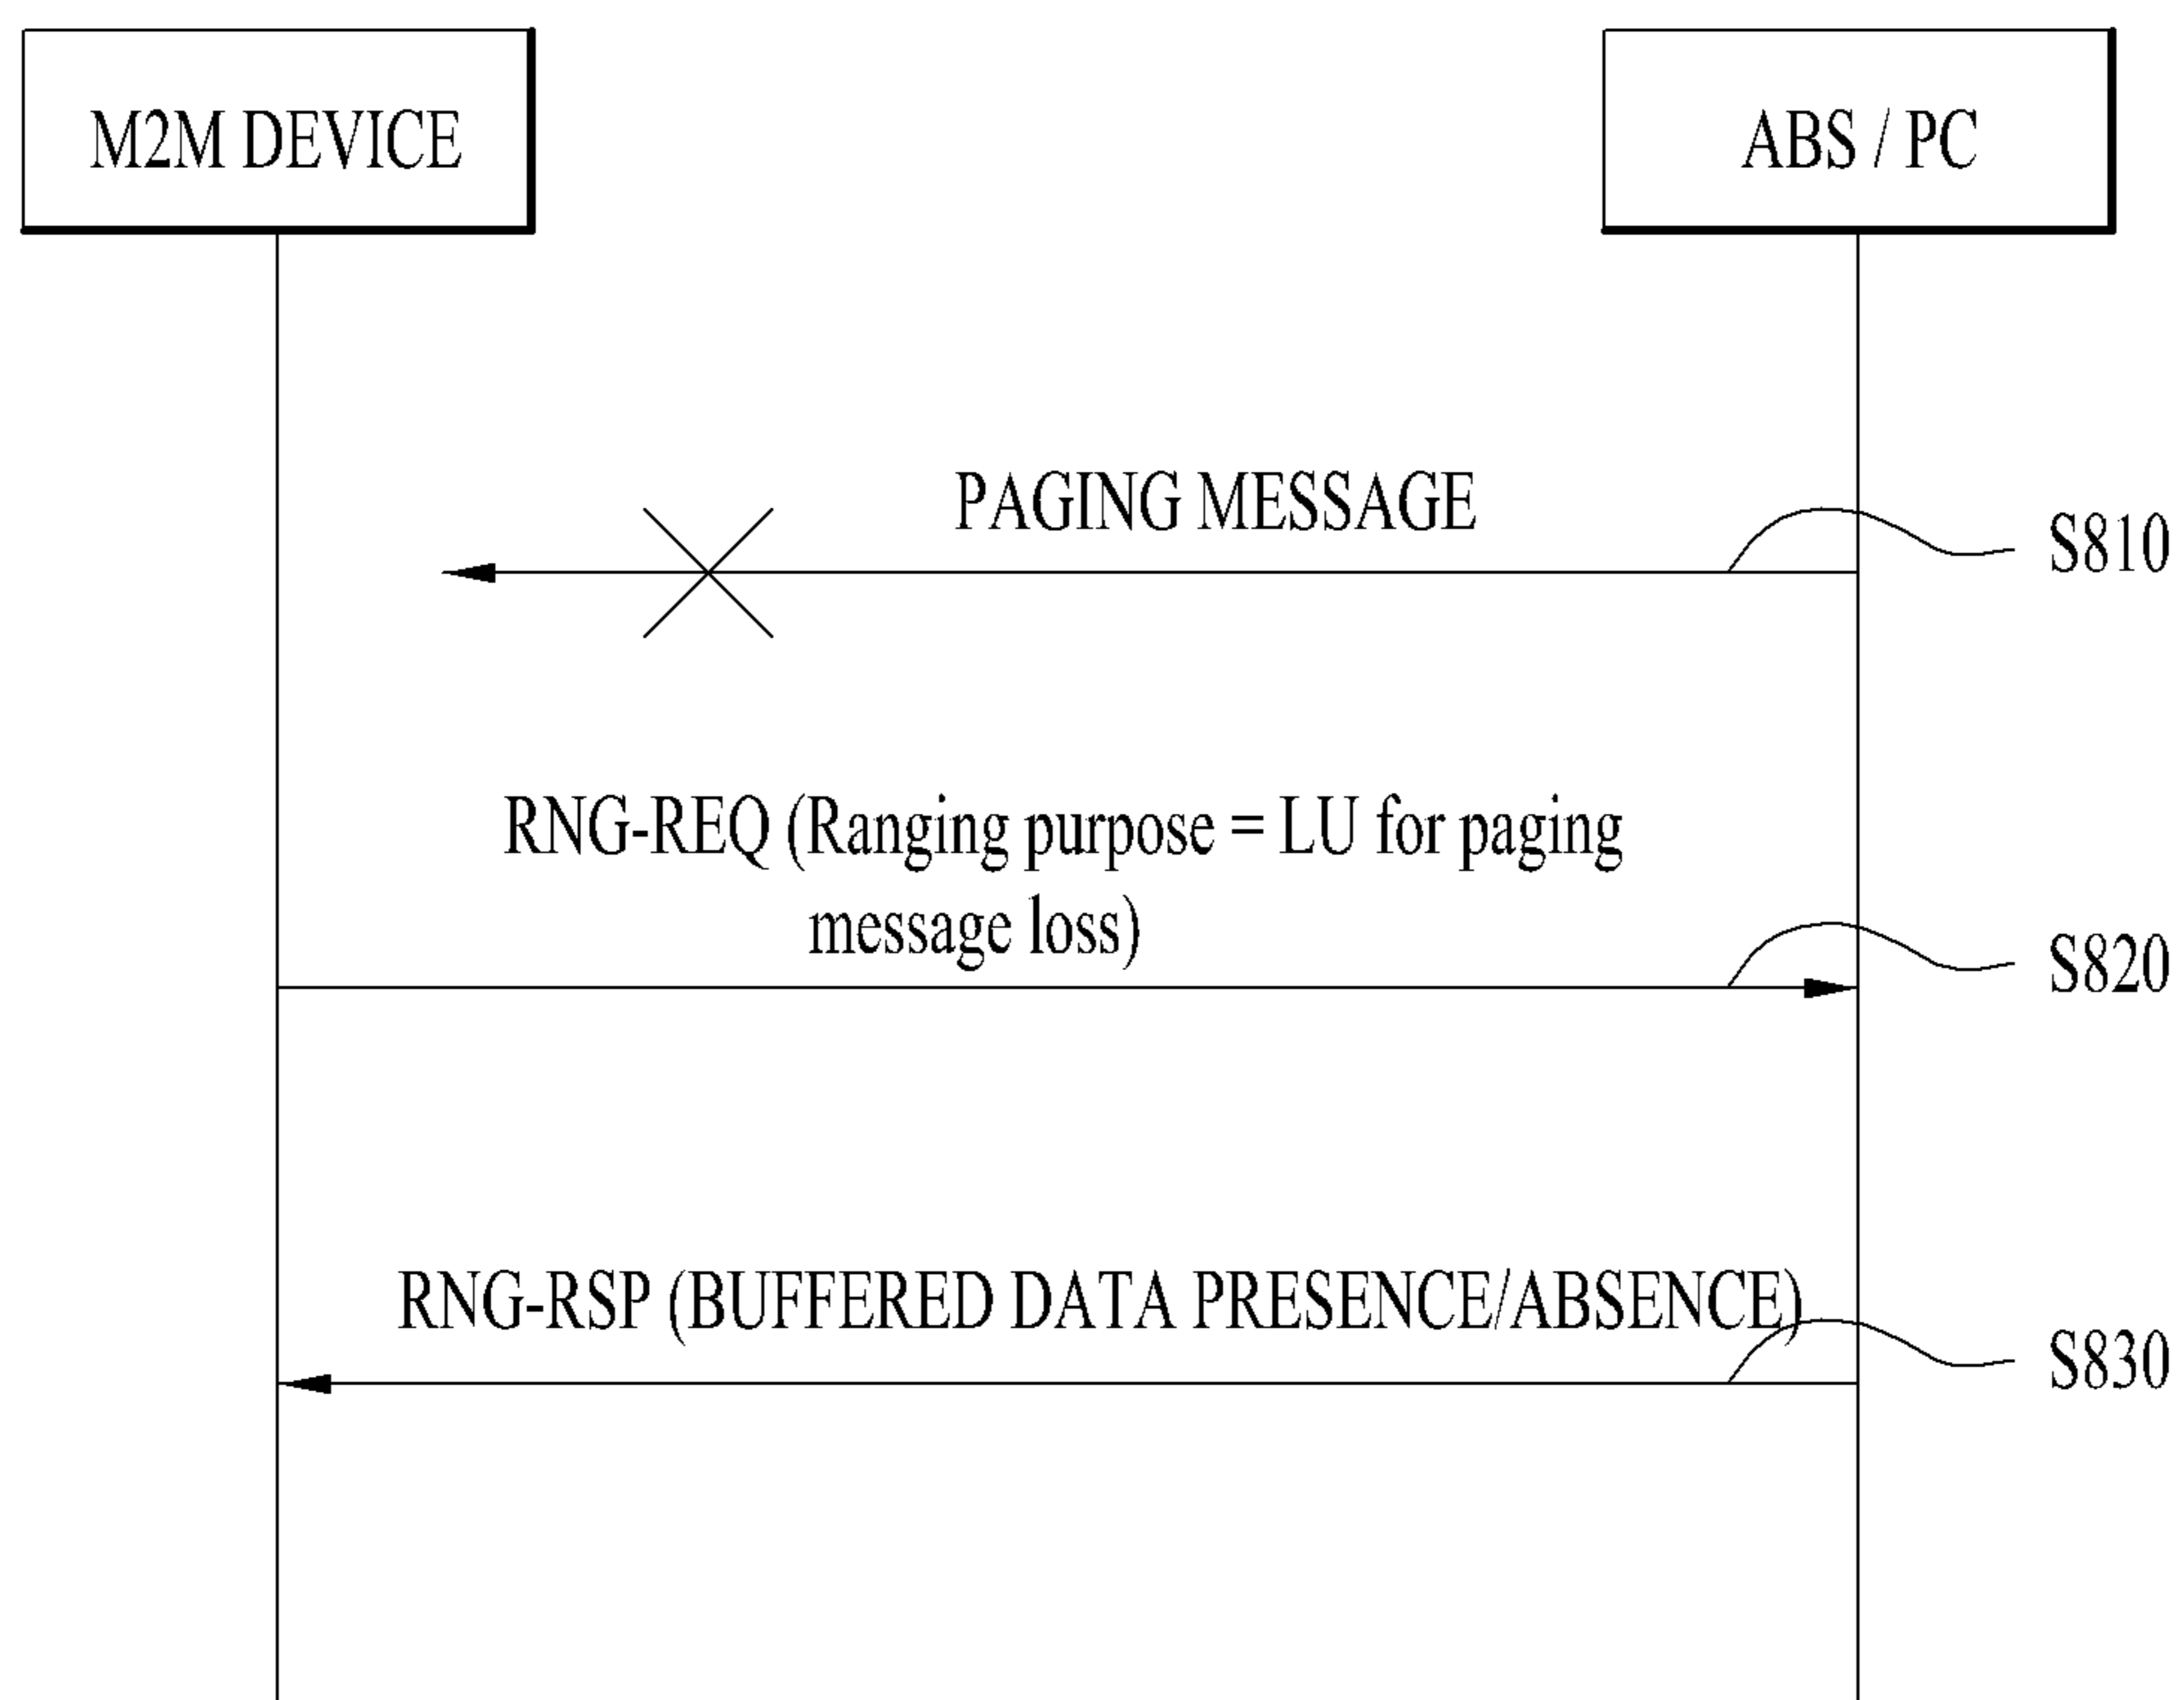 M2M DEVICE
ABS / PC
PAGING MESSAGE
S810
RNG-REQ (Ranging purpose = LU for paging
message loss)
S820
RNG-RSP (BUFFERED DATA PRESENCE/ABSENCE)
S830